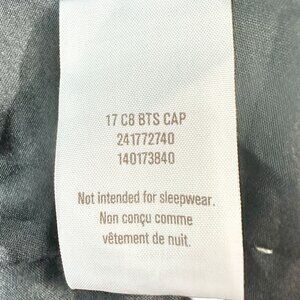 17 C8 BTS CAP
241772740
140173840
Not intended for sleepwear.
Non conçu comme
vêtement de nuit.